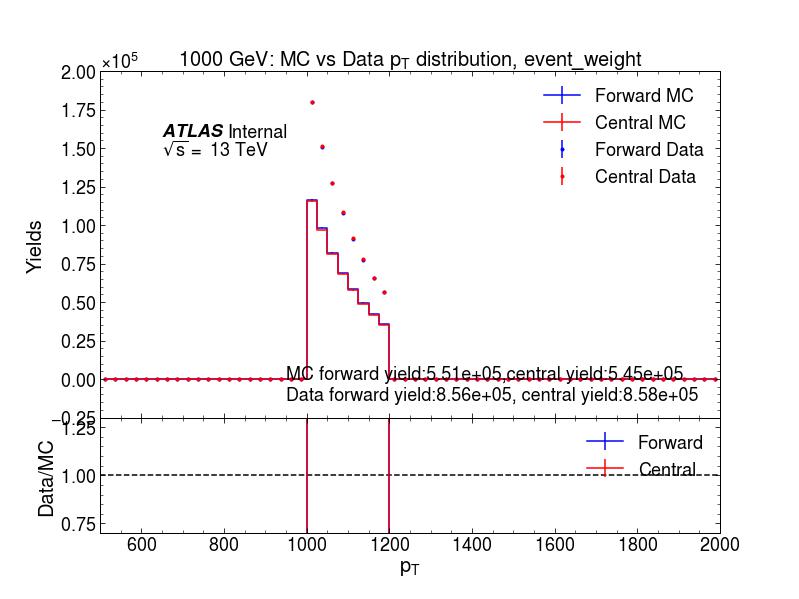 ×10⁵
1000 GeV: MC vs Data pT distribution, event_weight
2.00
1.75
1.50
1.25
1.00
0.75
0.50
0.25
0.00
−0.25
Yields
ATLAS Internal
√s = 13 TeV
Forward MC
Central MC
Forward Data
Central Data
MC forward yield:5.51e+05,central yield:5.45e+05
Data forward yield:8.56e+05, central yield:8.58e+05
1.25
1.00
0.75
Data/MC
Forward
Central
600 800 1000 1200 1400 1600 1800 2000
pT